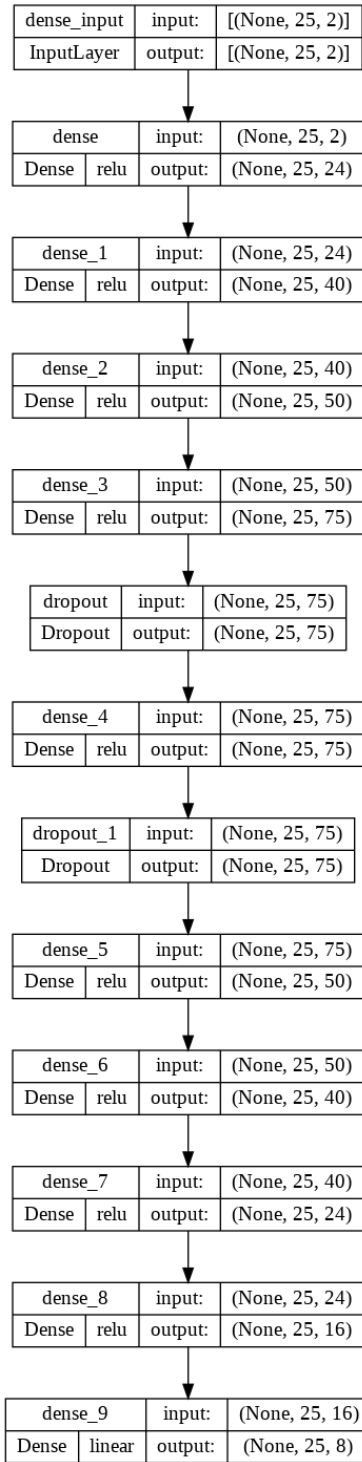 dense_input input: [(None, 25, 2)]
InputLayer output: [(None, 25, 2)]
dense input: (None, 25, 2)
Dense relu output: (None, 25, 24)
dense_1 input: (None, 25, 24)
Dense relu output: (None, 25, 40)
dense_2 input: (None, 25, 40)
Dense relu output: (None, 25, 50)
dense_3 input: (None, 25, 50)
Dense relu output: (None, 25, 75)
dropout input: (None, 25, 75)
Dropout output: (None, 25, 75)
dense_4 input: (None, 25, 75)
Dense relu output: (None, 25, 75)
dropout_1 input: (None, 25, 75)
Dropout output: (None, 25, 75)
dense_5 input: (None, 25, 75)
Dense relu output: (None, 25, 50)
dense_6 input: (None, 25, 50)
Dense relu output: (None, 25, 40)
dense_7 input: (None, 25, 40)
Dense relu output: (None, 25, 24)
dense_8 input: (None, 25, 24)
Dense relu output: (None, 25, 16)
dense_9 input: (None, 25, 16)
Dense linear output: (None, 25, 8)